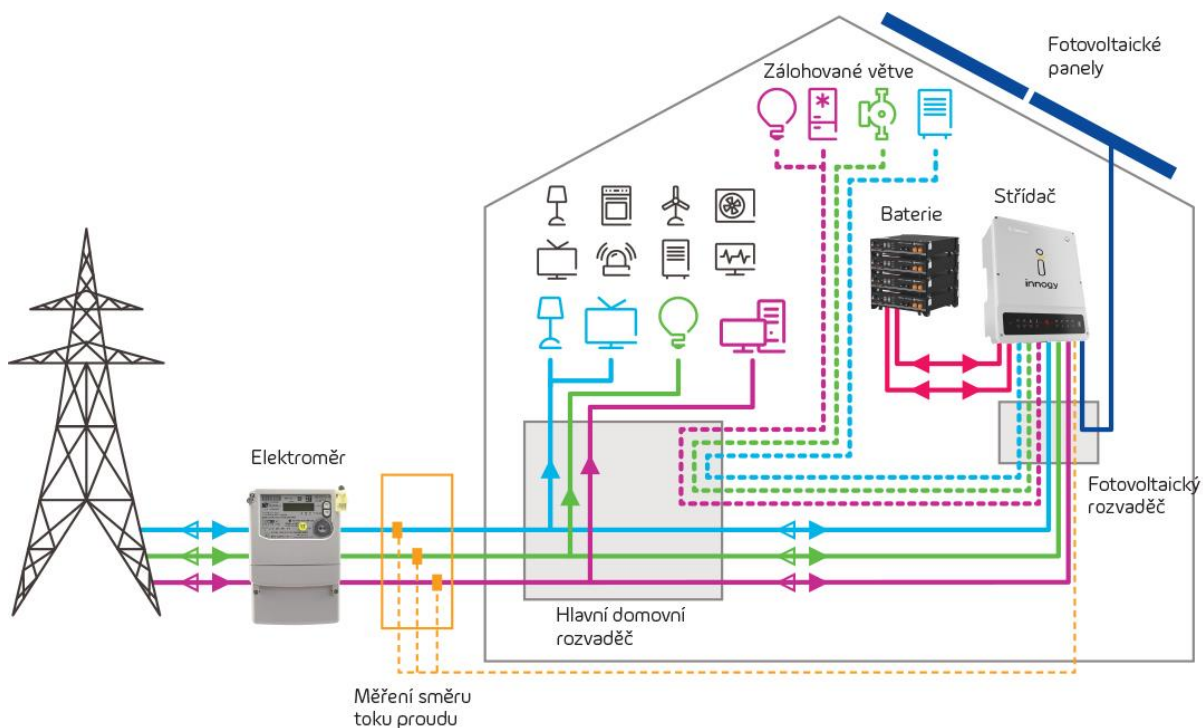 Fotovoltaické
panely
Zálohované větve
Střídač
Baterie
innogy
Elektroměr
Fotovoltaický
rozvaděč
Hlavní domovní
rozvaděč
Měření směru
toku proudu